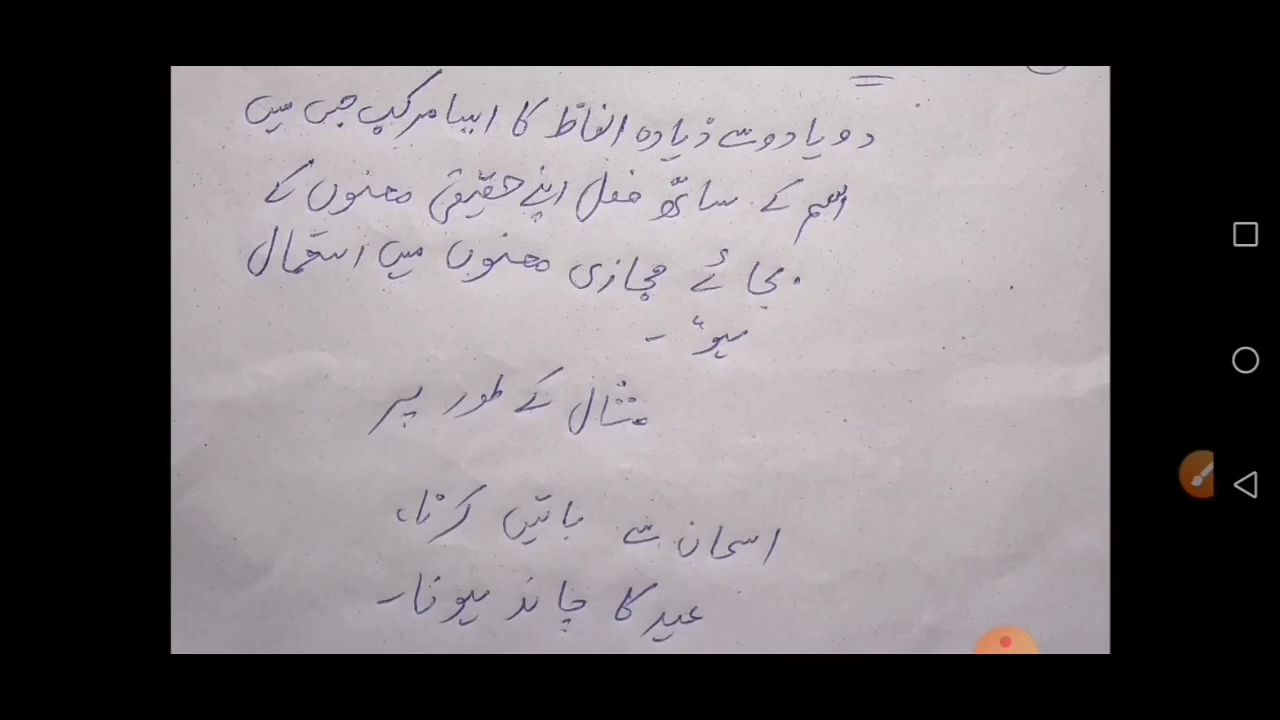 دو یا دو سے زیادہ الفاظ کا ایسا مرکب جس میں
اسم کے ساتھ فعل اپنے حقیقی معنوں کے
بجائے مجازی معنوں میں استعمال
ہو۔
مثال کے طور پر
اسمان سے باتیں کرنا،
عید کا چاند ہونا۔